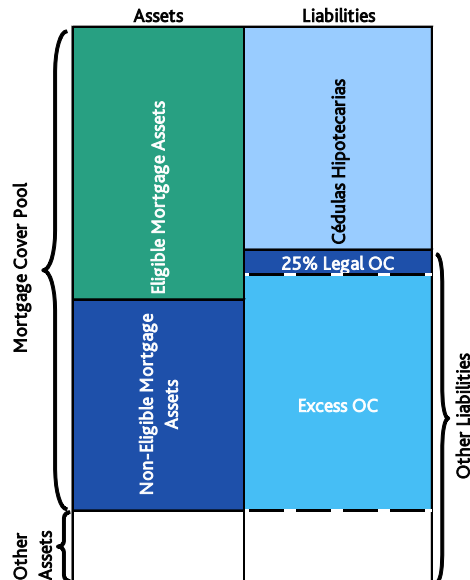 Assets
Liabilities
Mortgage Cover Pool
Eligible Mortgage Assets
Cédulas Hipotecarias
25% Legal OC
Non-Eligible Mortgage
Assets
Excess OC
Other Liabilities
Other
Assets